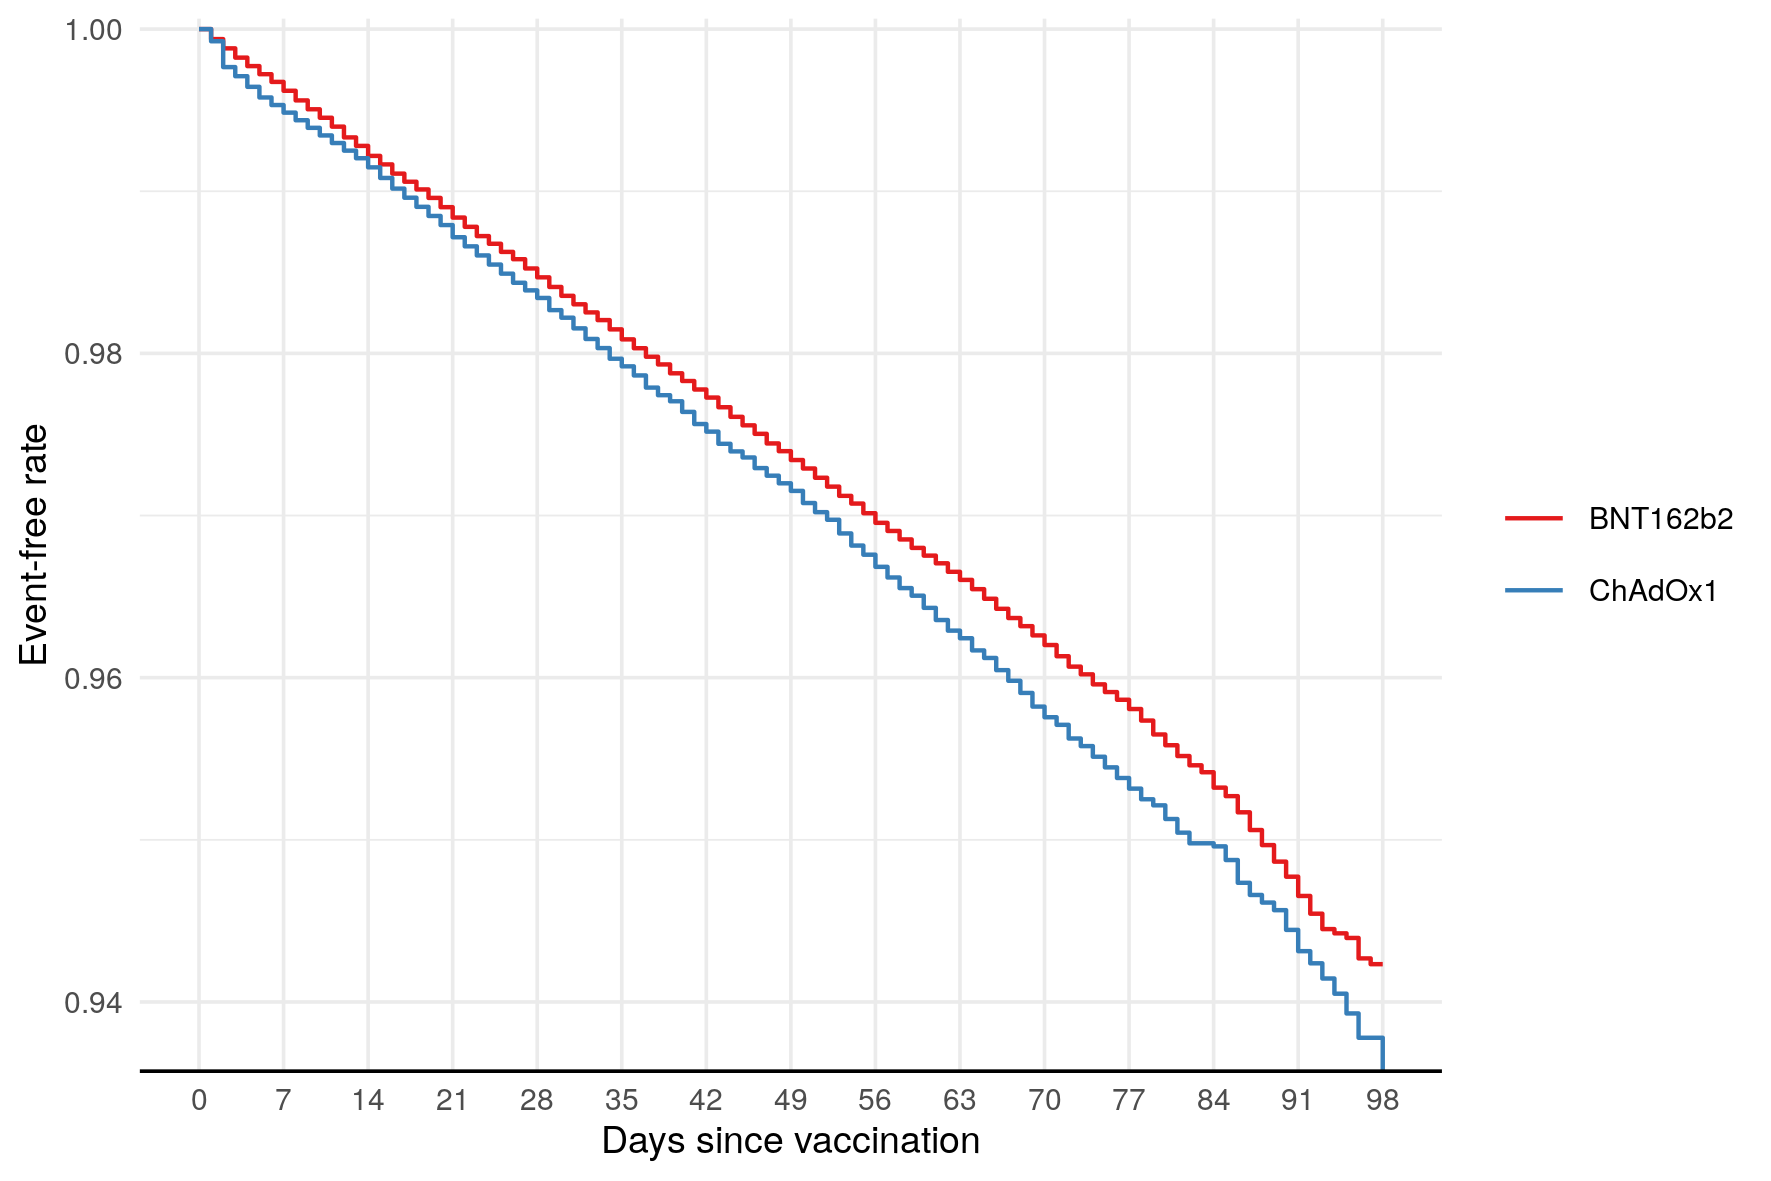 1.00
0.98
0.96
0.94
Event-free rate
0 7 14 21 28 35 42 49 56 63 70 77 84 91 98
Days since vaccination
BNT162b2
ChAdOx1